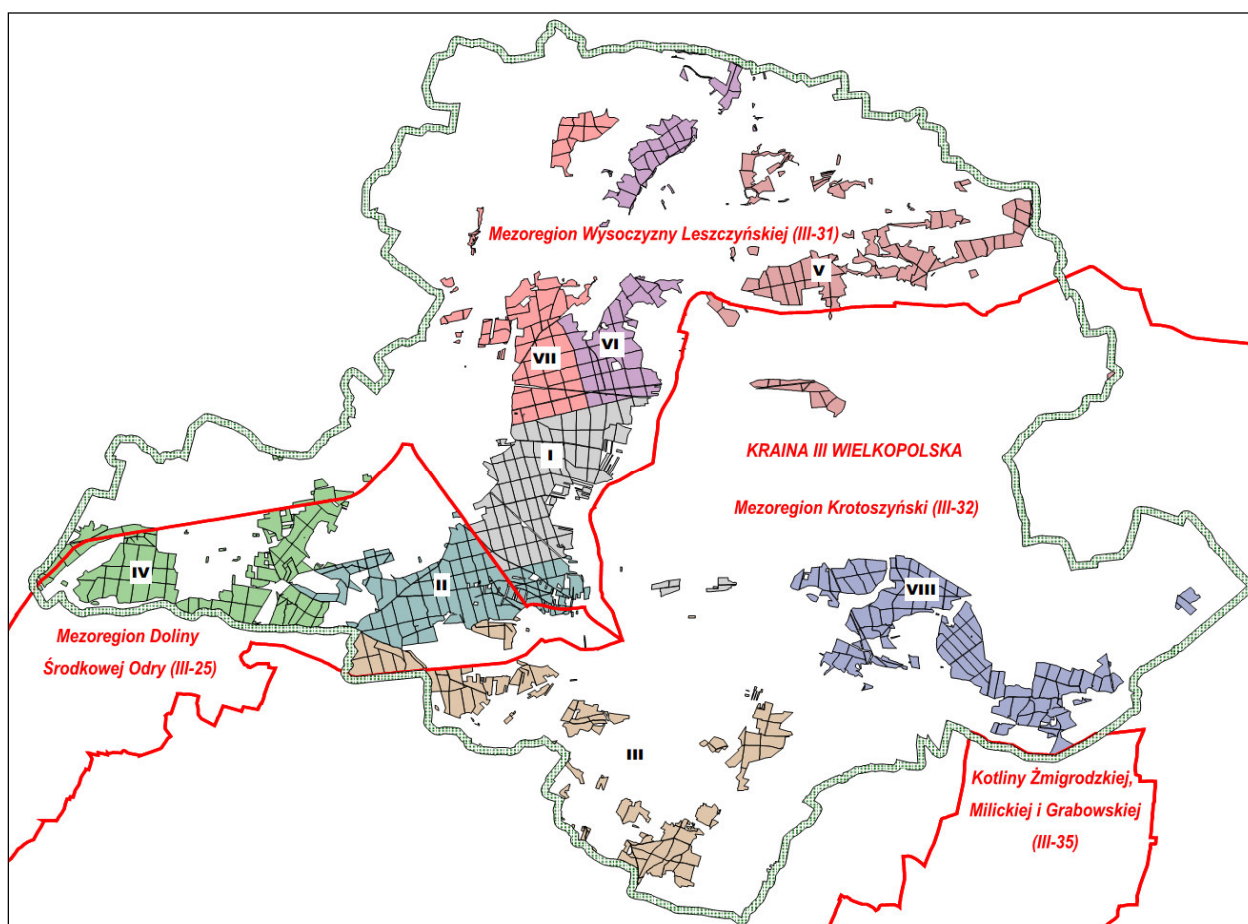 Mezoregion Wysoczyzny Leszczyńskiej (III-31)
V
VII
VI
I
KRAINA III WIELKOPOLSKA
Mezoregion Krotoszyński (III-32)
IV
II
VIII
Mezoregion Doliny
Środkowej Odry (III-25)
III
Kotliny Żmigrodzkiej,
Milickiej i Grabowskiej
(III-35)